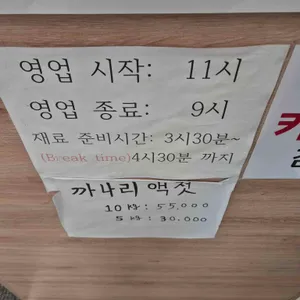 영업 시작: 11시
영업 종료: 9시
재료 준비시간: 3시30분~
(Break time)4시30분 까지
까나리 액젓
10kg : 55,000
5kg : 30,000